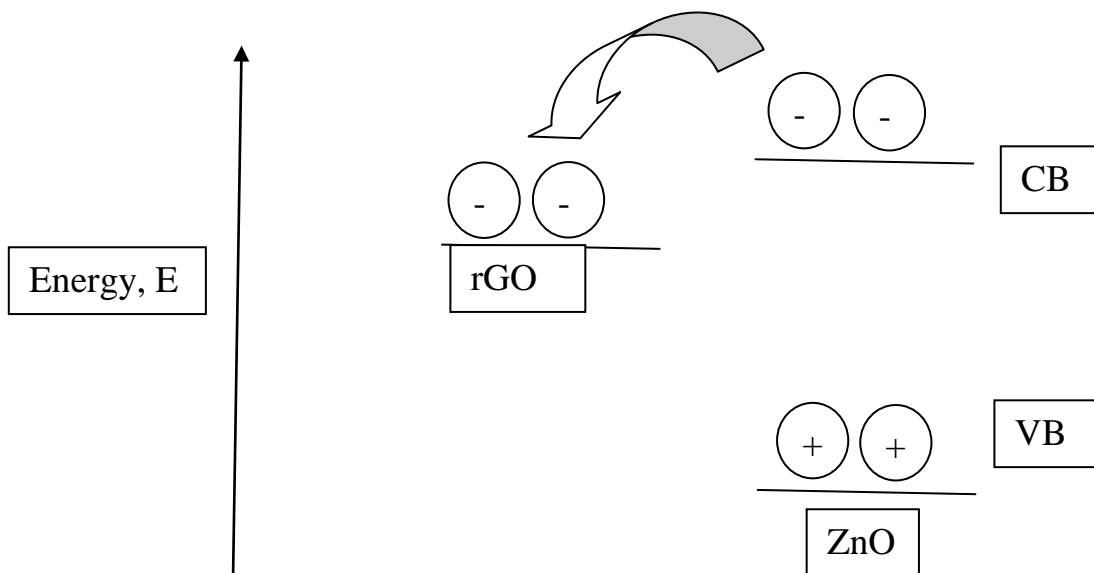 - -
CB
- -
Energy, E
rGO
+ +
VB
ZnO